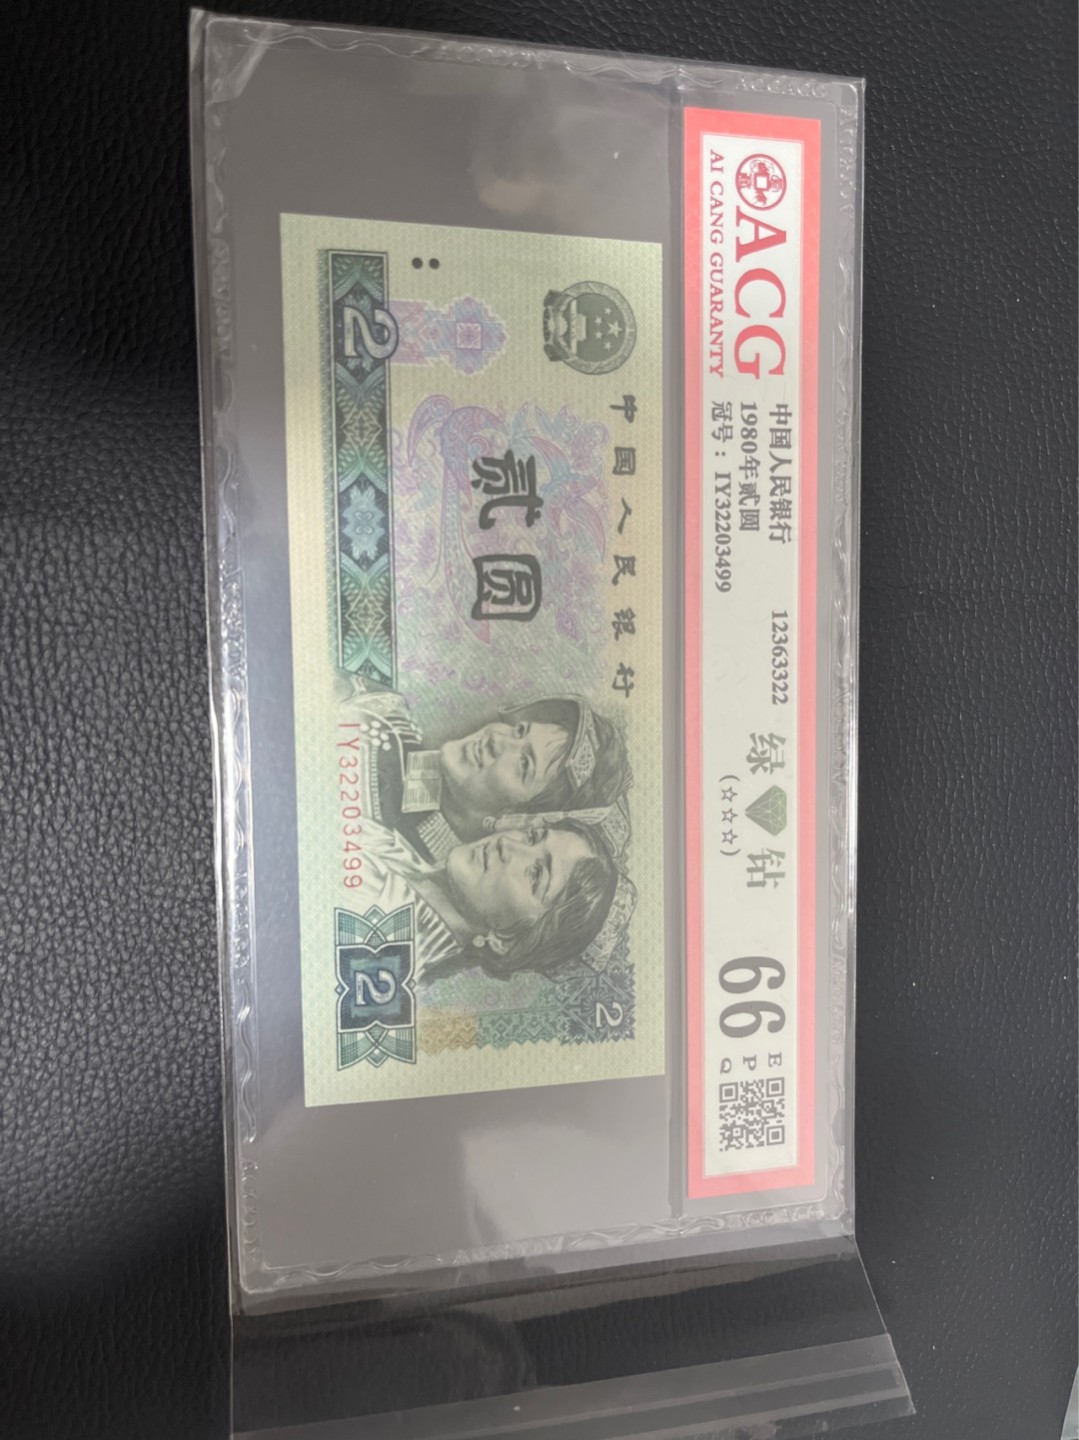 ACGACG
ACG
AI CANG GUARANTY
中国人民银行 12363322
1980年贰圆
冠号：IY32203499
绿 钻
(☆☆☆)
66
E
P
Q
中国人民银行
贰圆
2
IY32203499
2
2